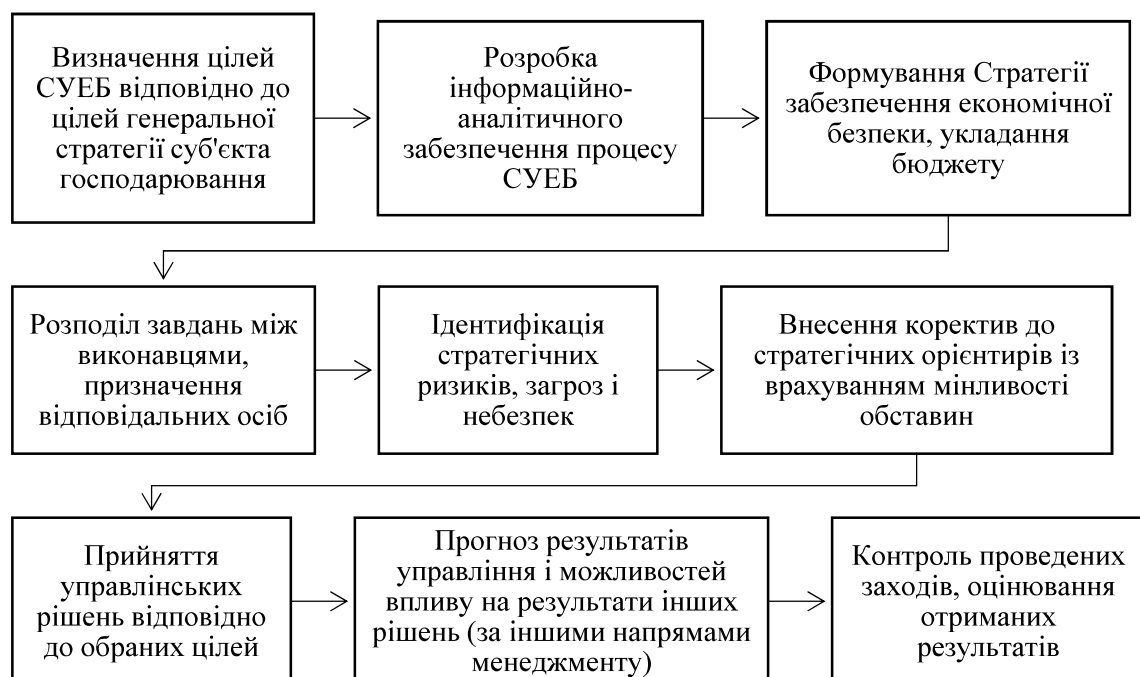 Визначення цілей
СУЕБ відповідно до
цілей генеральної
стратегії суб'єкта
господарювання
Розробка
інформаційно-
аналітичного
забезпечення процесу
СУЕБ
Формування Стратегії
забезпечення економічної
безпеки, укладання
бюджету
Розподіл завдань між
виконавцями,
призначення
відповідальних осіб
Ідентифікація
стратегічних
ризиків, загроз і
небезпек
Внесення коректив до
стратегічних орієнтирів із
врахуванням мінливості
обставин
Прийняття
управлінських
рішень відповідно
до обраних цілей
Прогноз результатів
управління і можливостей
впливу на результати інших
рішень (за іншими напрямами
менеджменту)
Контроль проведених
заходів, оцінювання
отриманих
результатів